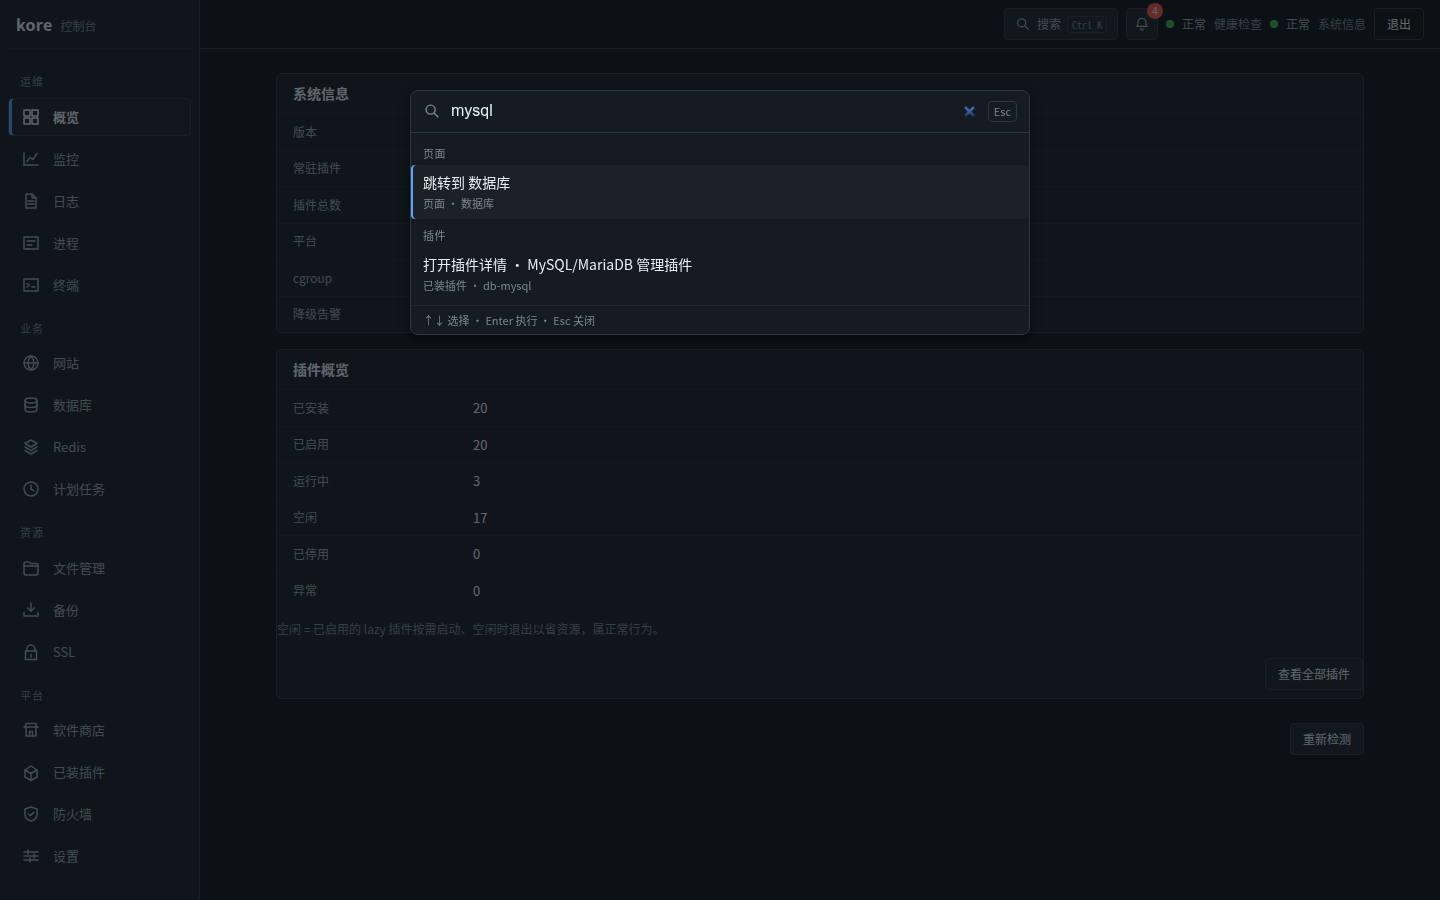 kore 控制台
搜索 Ctrl K
4
正常 健康检查
正常 系统信息
退出
运维
概览
监控
日志
进程
终端
业务
网站
数据库
Redis
计划任务
资源
文件管理
备份
SSL
平台
软件商店
已装插件
防火墙
设置
系统信息
版本
常驻插件
插件总数
平台
cgroup
降级告警
mysql
Esc
页面
跳转到 数据库
页面 · 数据库
插件
打开插件详情 · MySQL/MariaDB 管理插件
已装插件 · db-mysql
↑↓ 选择 · Enter 执行 · Esc 关闭
插件概览
已安装 20
已启用 20
运行中 3
空闲 17
已停用 0
异常 0
空闲 = 已启用的 lazy 插件按需启动、空闲时退出以省资源，属正常行为。
查看全部插件
重新检测